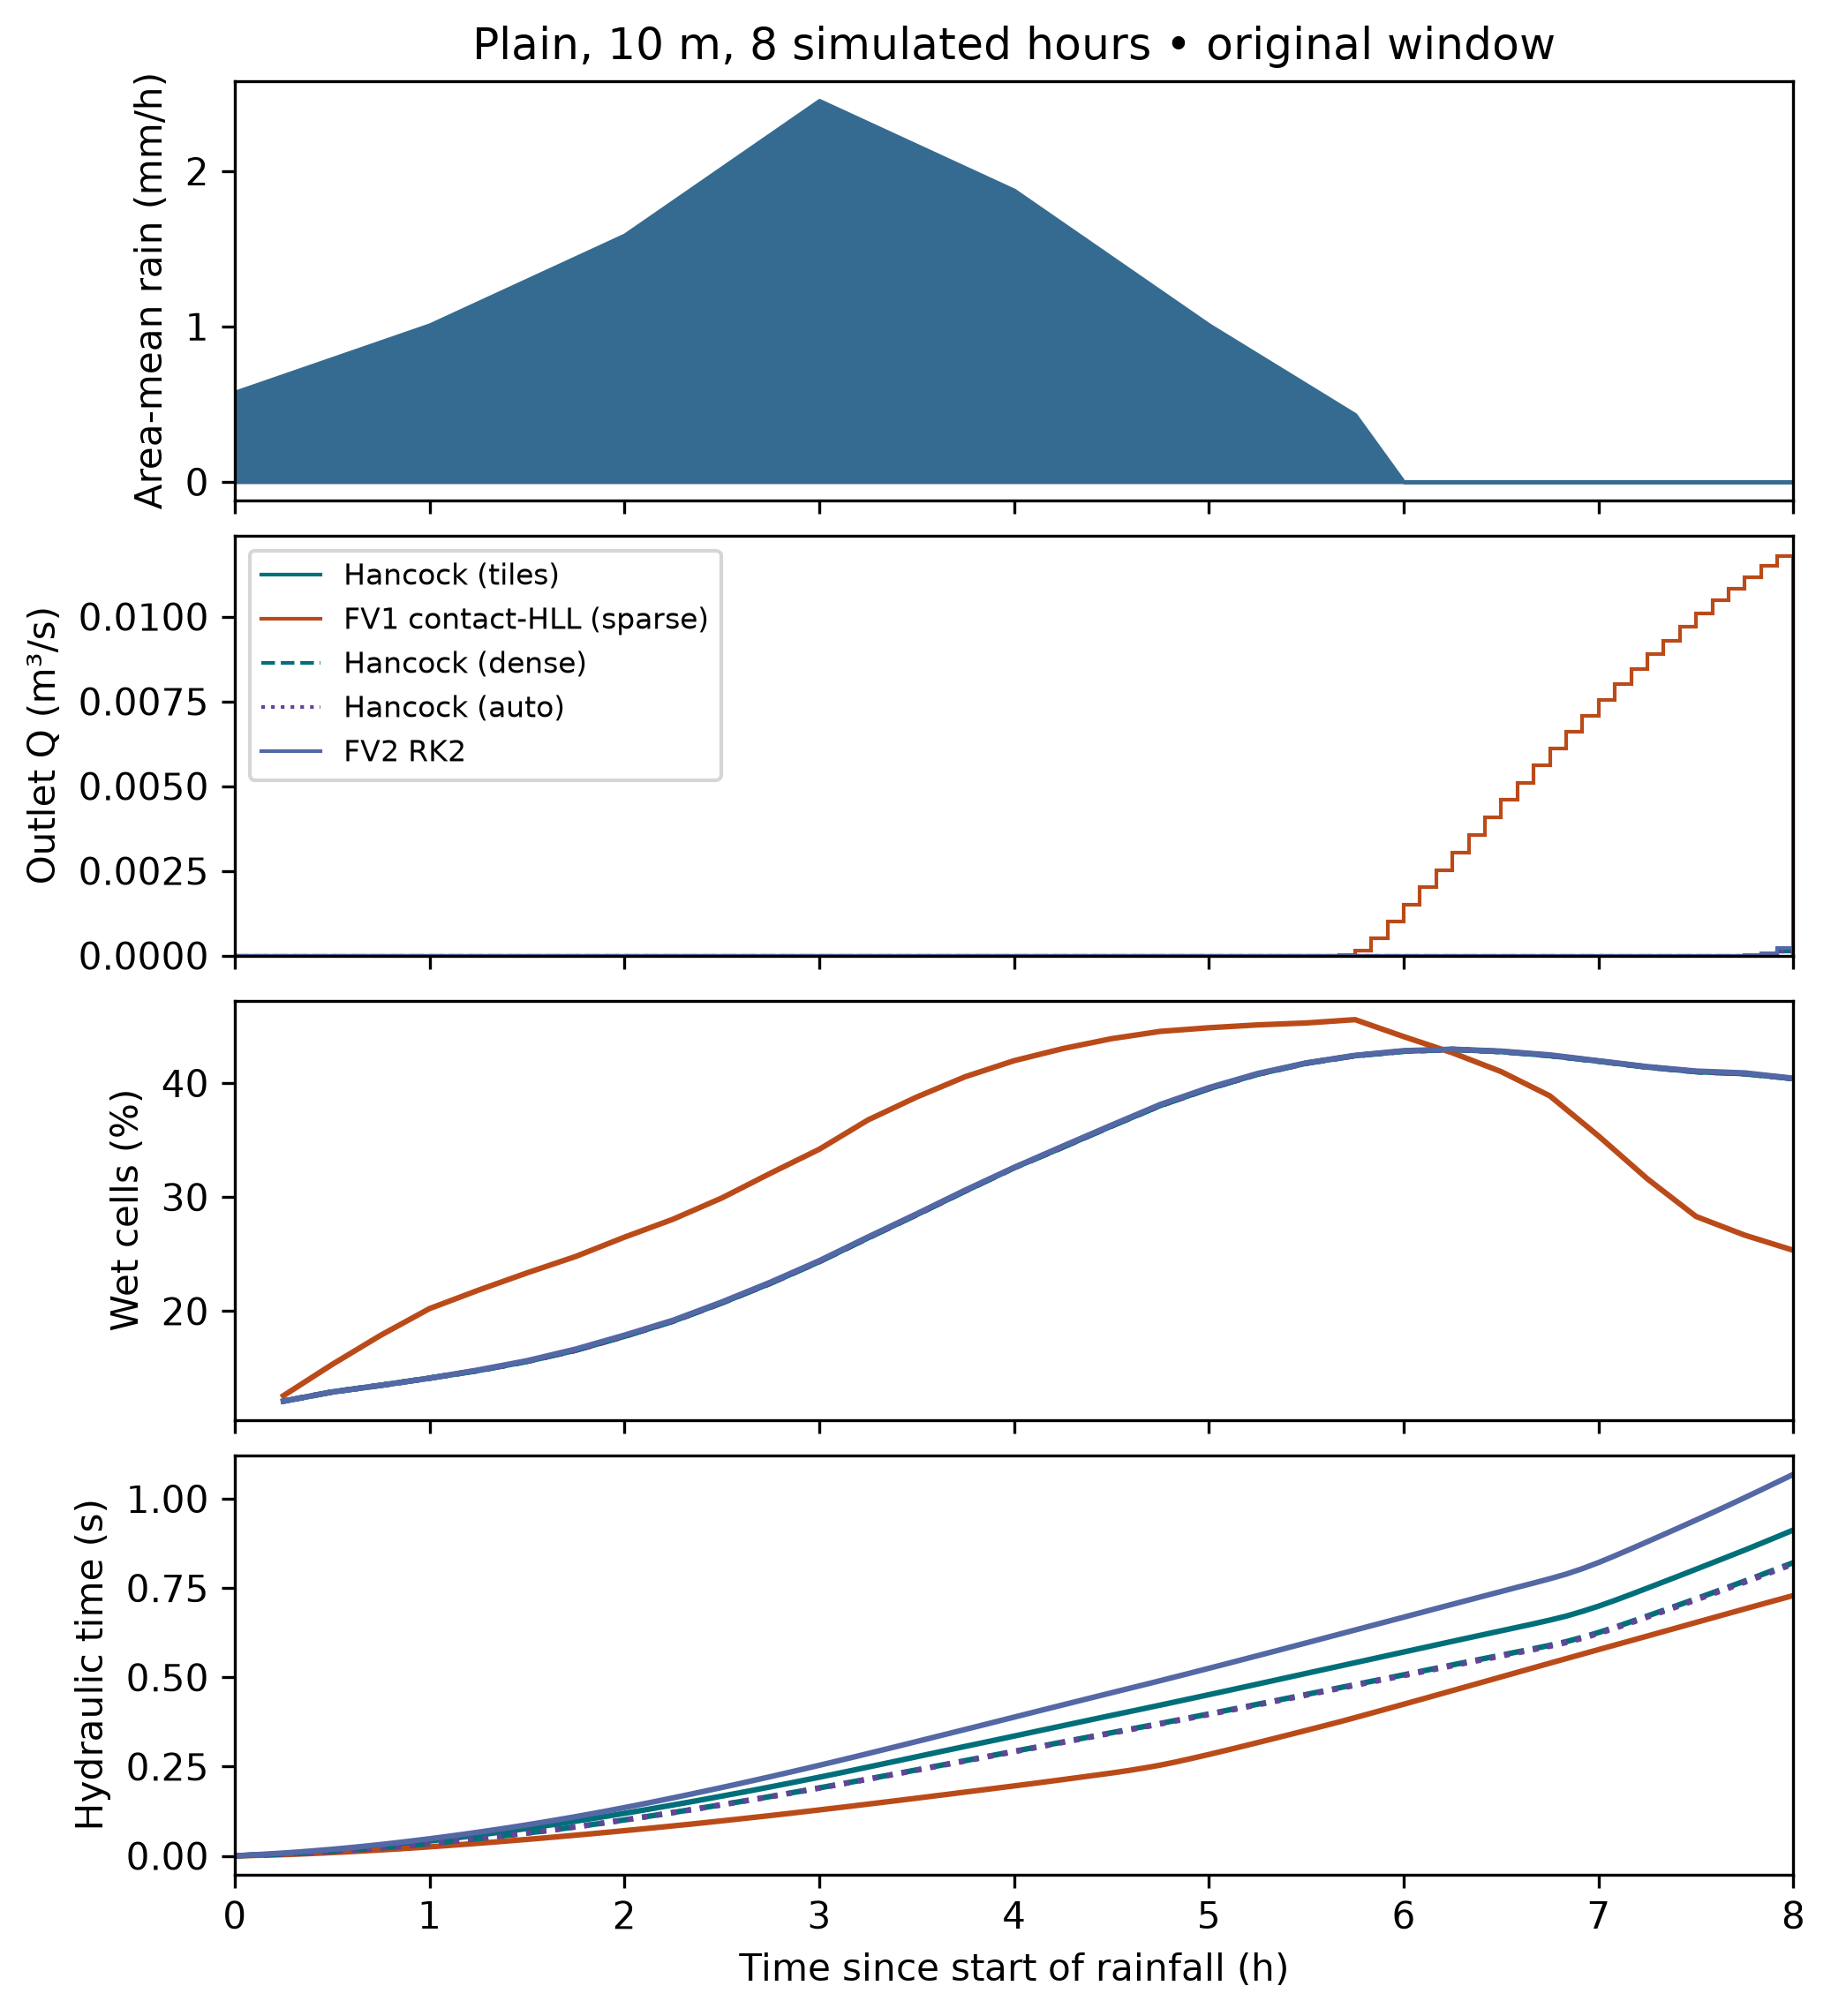 Plain, 10 m, 8 simulated hours • original window
Area-mean rain (mm/h)
2
1
0
Outlet Q (m³/s)
0.0100
0.0075
0.0050
0.0025
0.0000
Hancock (tiles)
FV1 contact-HLL (sparse)
Hancock (dense)
Hancock (auto)
FV2 RK2
Wet cells (%)
40
30
20
Hydraulic time (s)
1.00
0.75
0.50
0.25
0.00
0 1 2 3 4 5 6 7 8
Time since start of rainfall (h)